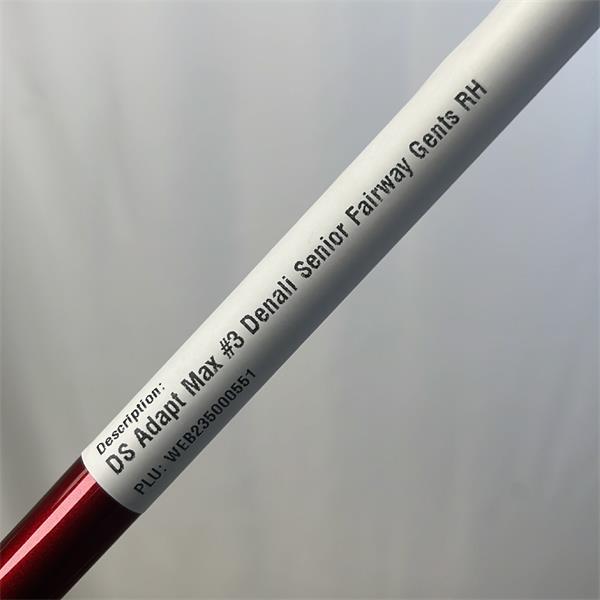 Description:
DS Adapt Max #3 Denali Senior Fairway Gents RH
PLU: WEB235000551